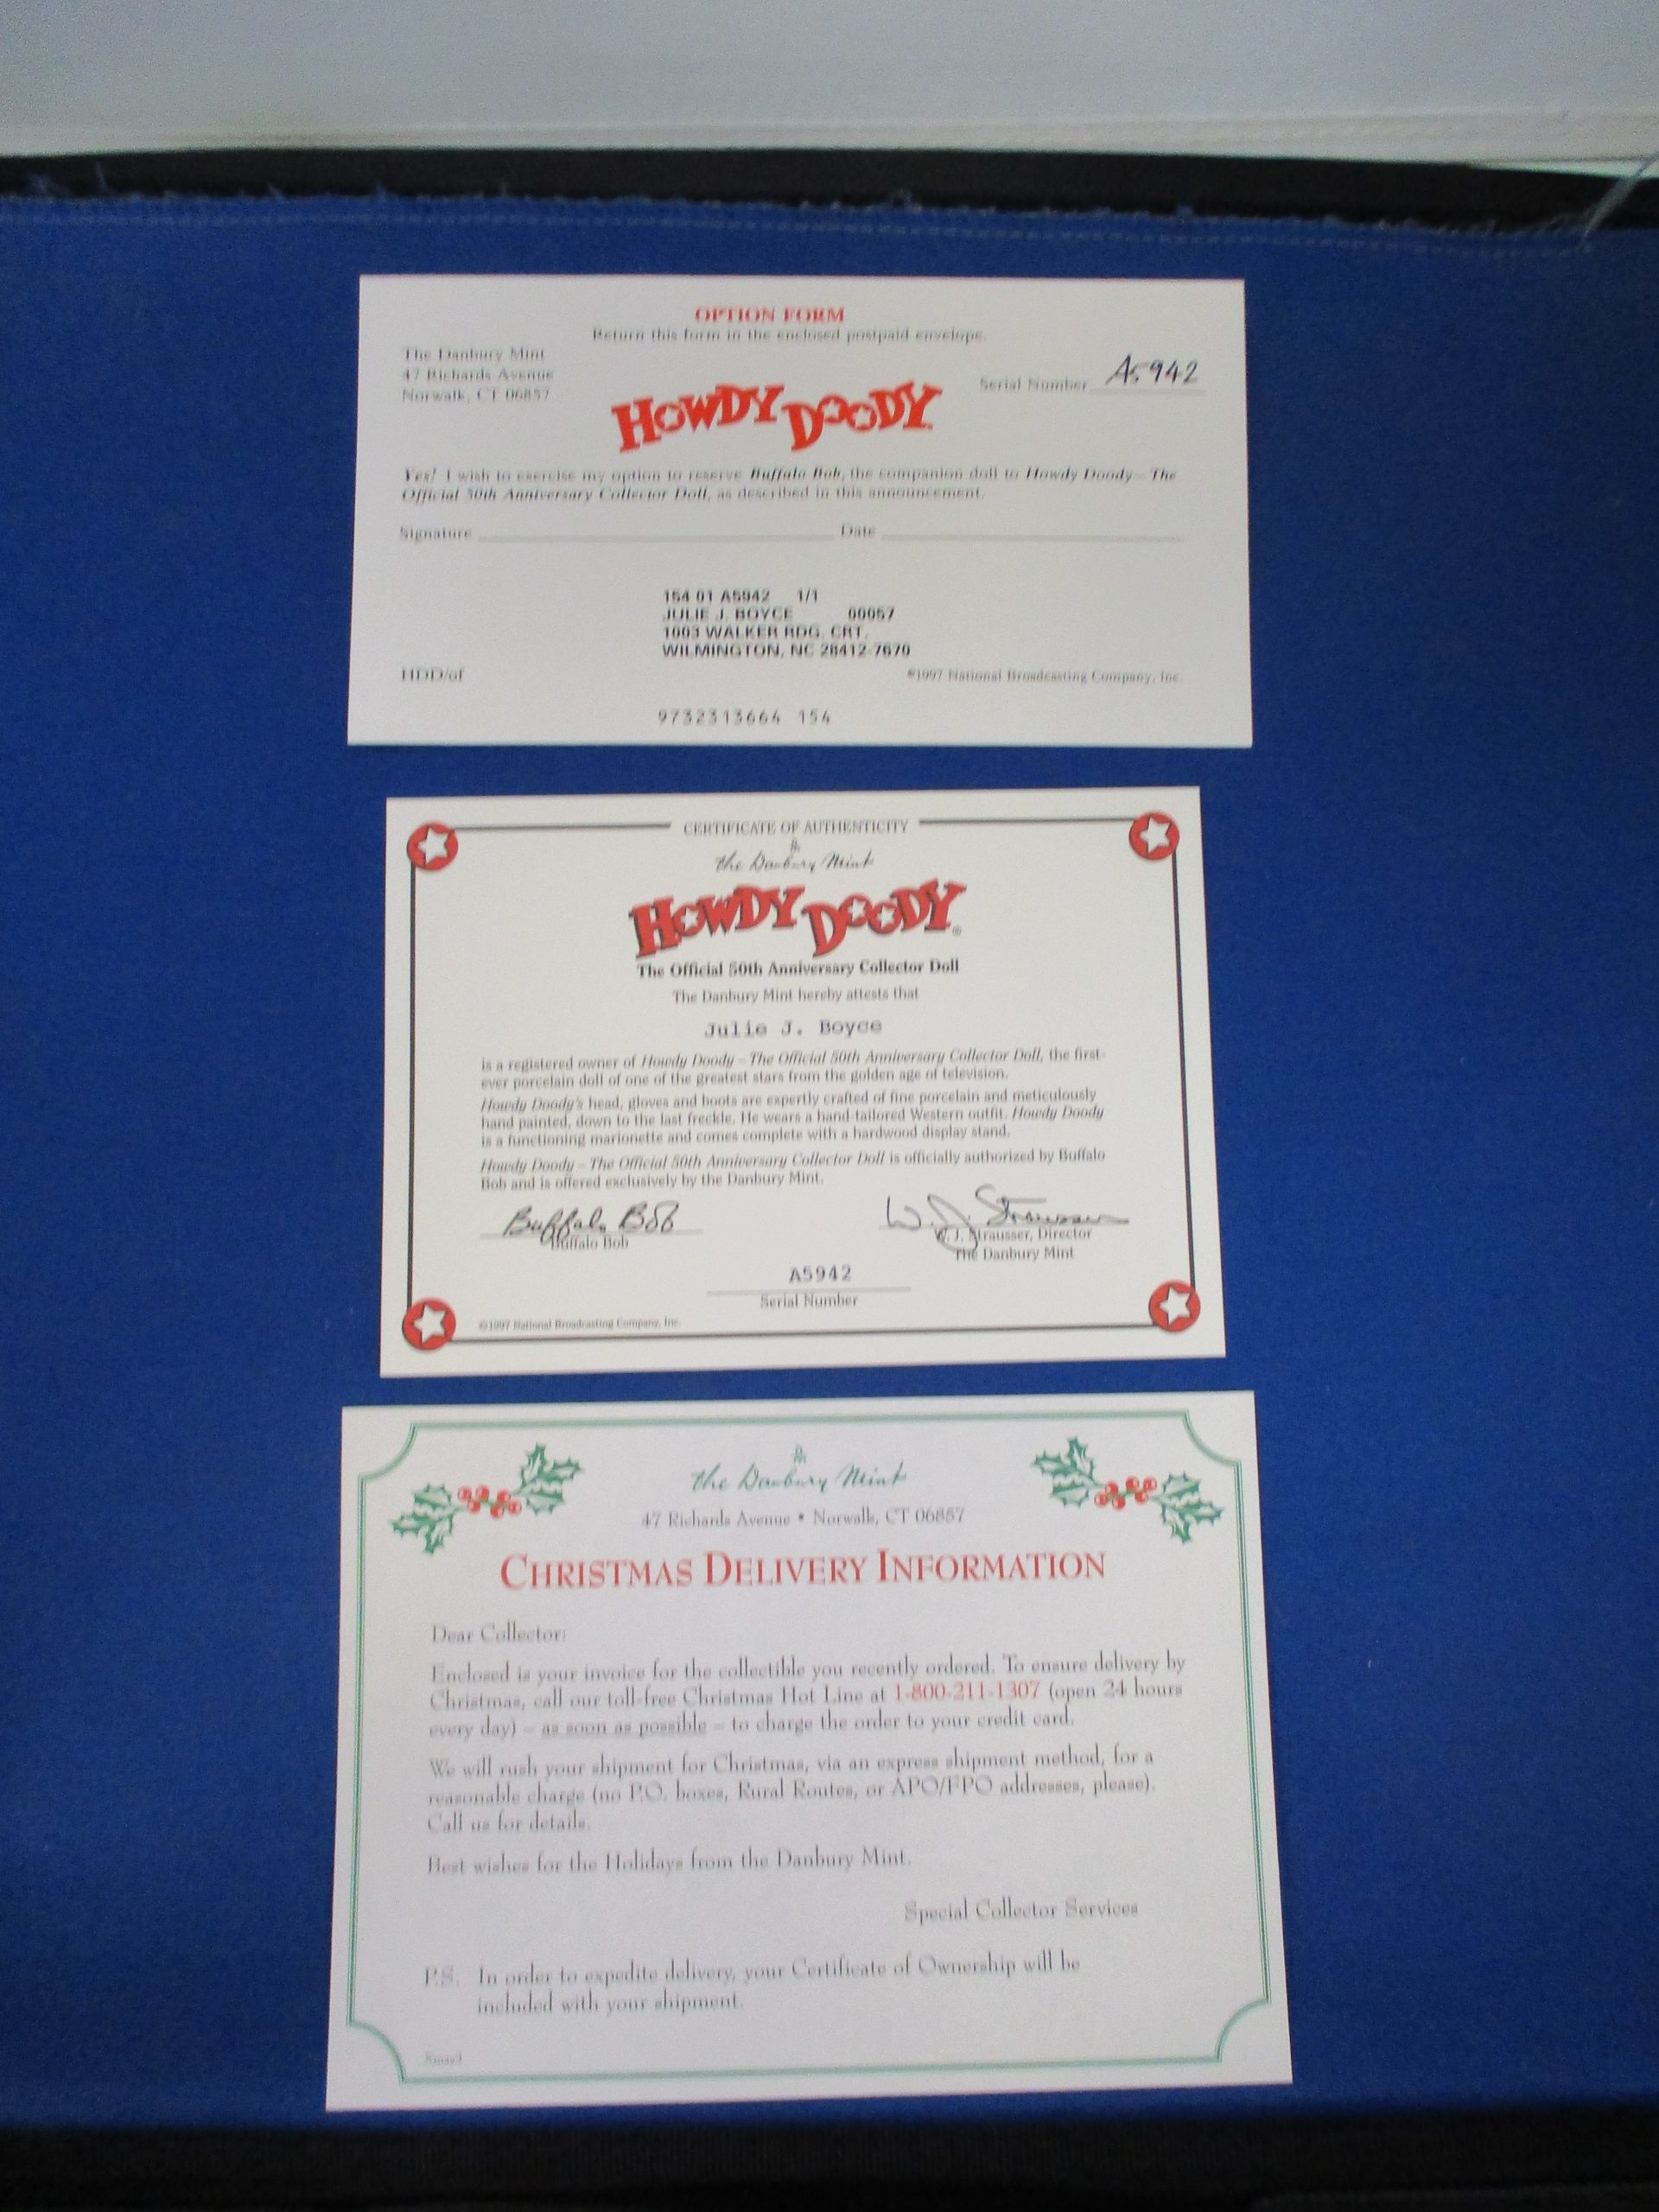 OPTION FORM
Return this form in the enclosed postpaid envelope.
The Danbury Mint
47 Richards Avenue
Norwalk, CT 06857
Serial Number A5942
HOWDY DOODY
Yes! I wish to exercise my option to reserve Buffalo Bob, the companion doll to Howdy Doody—The
Official 50th Anniversary Collector Doll, as described in this announcement.
Signature Date
154 01 A5942 1/1
JULIE J. BOYCE 00057
1003 WALKER RDG. CRT.
WILMINGTON, NC 28412-7670
HDD/of
©1997 National Broadcasting Company, Inc.
9732313664 154
CERTIFICATE OF AUTHENTICITY
the Danbury Mint
HOWDY DOODY®
The Official 50th Anniversary Collector Doll
The Danbury Mint hereby attests that
Julie J. Boyce
is a registered owner of Howdy Doody – The Official 50th Anniversary Collector Doll, the first-
ever porcelain doll of one of the greatest stars from the golden age of television.
Howdy Doody's head, gloves and boots are expertly crafted of fine porcelain and meticulously
hand painted, down to the last freckle. He wears a hand-tailored Western outfit. Howdy Doody
is a functioning marionette and comes complete with a hardwood display stand.
Howdy Doody – The Official 50th Anniversary Collector Doll is officially authorized by Buffalo
Bob and is offered exclusively by the Danbury Mint.
Buffalo Bob
Buffalo Bob
W. J. Strausser
W.J. Strausser, Director
The Danbury Mint
A5942
Serial Number
©1997 National Broadcasting Company, Inc.
the Danbury Mint
47 Richards Avenue • Norwalk, CT 06857
CHRISTMAS DELIVERY INFORMATION
Dear Collector:
Enclosed is your invoice for the collectible you recently ordered. To ensure delivery by
Christmas, call our toll-free Christmas Hot Line at 1-800-211-1307 (open 24 hours
every day) – as soon as possible – to charge the order to your credit card.
We will rush your shipment for Christmas, via an express shipment method, for a
reasonable charge (no P.O. boxes, Rural Routes, or APO/FPO addresses, please).
Call us for details.
Best wishes for the Holidays from the Danbury Mint.
Special Collector Services
P.S. In order to expedite delivery, your Certificate of Ownership will be
included with your shipment.